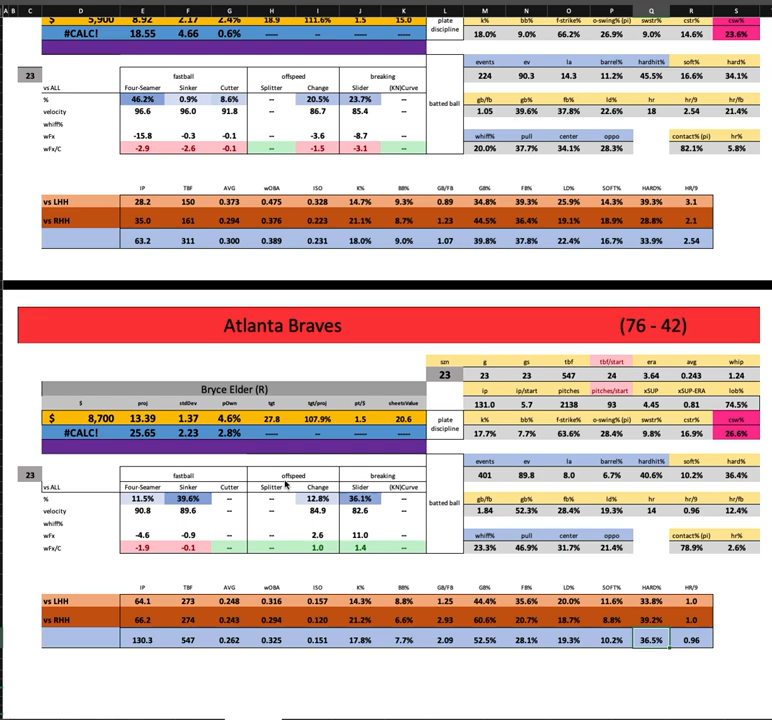 A B C D E F G H I J K L M N O P Q R S
$ 5,900 8.92 2.17 2.4% 18.9 111.6% 1.5 15.0 plate discipline k% bb% f-strike% o-swing% (pi) swstr% cstr% csw%
#CALC! 18.55 4.66 0.6% -- -- -- -- 18.0% 9.0% 66.2% 26.9% 9.0% 14.6% 23.6%
events ev la barrel% hardhit% soft% hard%
23 fastball offspeed breaking 224 90.3 14.3 11.2% 45.5% 16.6% 34.1%
vs ALL Four-Seamer Sinker Cutter Splitter Change Slider (KN)Curve
% 46.2% 0.9% 8.6% -- 20.5% 23.7% -- batted ball gb/fb gb% fb% ld% hr hr/9 hr/fb
velocity 96.6 96.0 91.8 -- 86.7 85.4 -- 1.05 39.6% 37.8% 22.6% 18 2.54 21.4%
whiff%
wFx -15.8 -0.3 -0.1 -- -3.6 -8.7 -- whiff% pull center oppo contact% (pi) hr%
wFx/C -2.9 -2.6 -0.1 -- -1.5 -3.1 -- 20.0% 37.7% 34.1% 28.3% 82.1% 5.8%
IP TBF AVG wOBA ISO K% BB% GB/FB GB% FB% LD% SOFT% HARD% HR/9
vs LHH 28.2 150 0.373 0.475 0.328 14.7% 9.3% 0.89 34.8% 39.3% 25.9% 14.3% 39.3% 3.1
vs RHH 35.0 161 0.294 0.376 0.223 21.1% 8.7% 1.23 44.5% 36.4% 19.1% 18.9% 28.8% 2.1
63.2 311 0.300 0.389 0.231 18.0% 9.0% 1.07 39.8% 37.8% 22.4% 16.7% 33.9% 2.54
Atlanta Braves (76 - 42)
szn g gs tbf tbf/start era avg whip
23 23 23 547 24 3.64 0.243 1.24
Bryce Elder (R) ip ip/start pitches pitches/start xSUP xSUP-ERA lob%
$ proj stdDev pOwn tgt tgt/proj pt/$ sheetsValue 131.0 5.7 2138 93 4.45 0.81 74.5%
$ 8,700 13.39 1.37 4.6% 27.8 107.9% 1.5 20.6 plate discipline k% bb% f-strike% o-swing% (pi) swstr% cstr% csw%
#CALC! 25.65 2.23 2.8% -- -- -- -- 17.7% 7.7% 63.6% 28.4% 9.8% 16.9% 26.6%
events ev la barrel% hardhit% soft% hard%
23 fastball offspeed breaking 401 89.8 8.0 6.7% 40.6% 10.2% 36.4%
vs ALL Four-Seamer Sinker Cutter Splitter Change Slider (KN)Curve
% 11.5% 39.6% -- -- 12.8% 36.1% -- batted ball gb/fb gb% fb% ld% hr hr/9 hr/fb
velocity 90.8 89.6 -- -- 84.9 82.6 -- 1.84 52.3% 28.4% 19.3% 14 0.96 12.4%
whiff%
wFx -4.6 -0.9 -- -- 2.6 11.0 -- whiff% pull center oppo contact% (pi) hr%
wFx/C -1.9 -0.1 -- -- 1.0 1.4 -- 23.3% 46.9% 31.7% 21.4% 78.9% 2.6%
IP TBF AVG wOBA ISO K% BB% GB/FB GB% FB% LD% SOFT% HARD% HR/9
vs LHH 64.1 273 0.248 0.316 0.157 14.3% 8.8% 1.25 44.4% 35.6% 20.0% 11.6% 33.8% 1.0
vs RHH 66.2 274 0.243 0.294 0.120 21.2% 6.6% 2.93 60.6% 20.7% 18.7% 8.8% 39.2% 1.0
130.3 547 0.262 0.325 0.151 17.8% 7.7% 2.09 52.5% 28.1% 19.3% 10.2% 36.5% 0.96